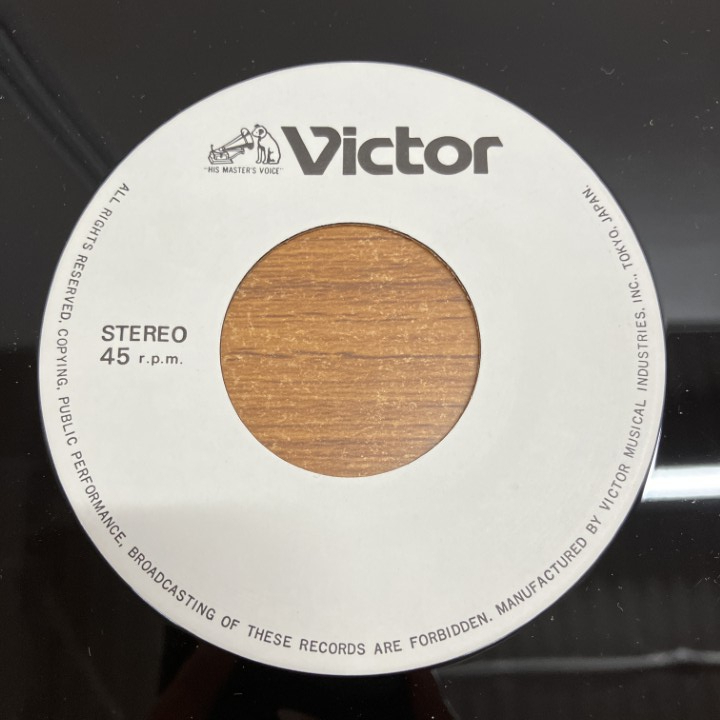 Victor
"HIS MASTER'S VOICE"
STEREO
45 r.p.m.
ALL RIGHTS RESERVED, COPYING, PUBLIC PERFORMANCE, BROADCASTING OF THESE RECORDS ARE FORBIDDEN. MANUFACTURED BY VICTOR MUSICAL INDUSTRIES, INC., TOKYO, JAPAN.